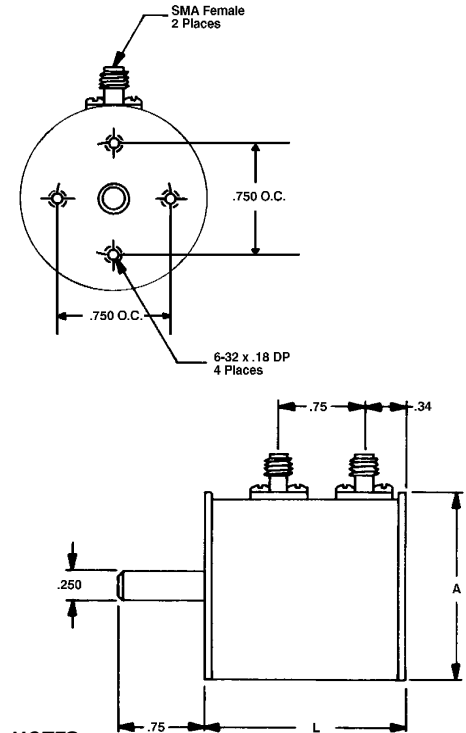 SMA Female
2 Places
.750 O.C.
.750 O.C.
6-32 x .18 DP
4 Places
.75
.34
.250
A
.75
L